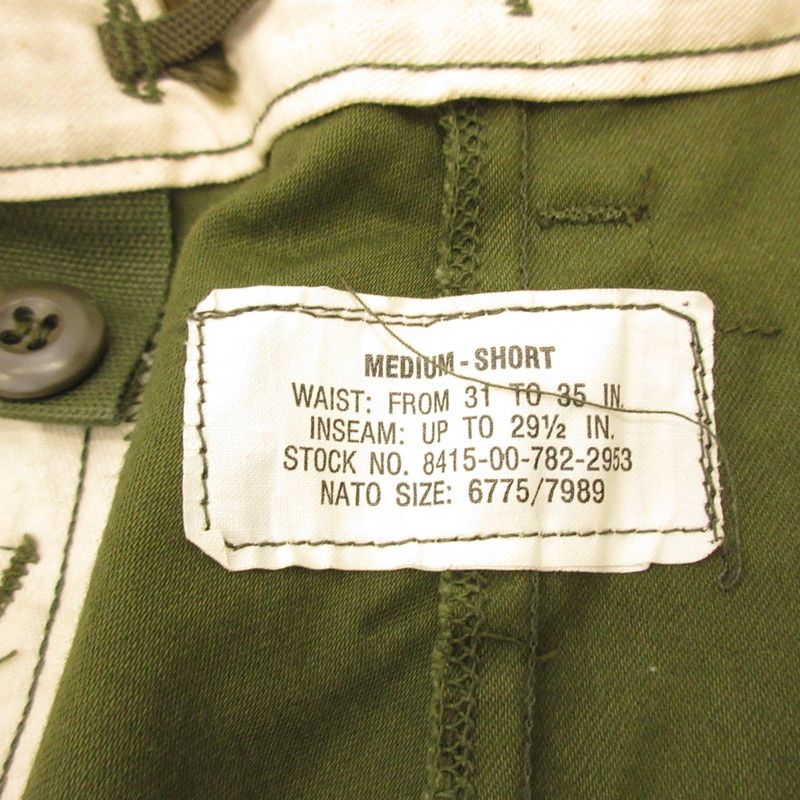 MEDIUM - SHORT
WAIST: FROM 31 TO 35 IN.
INSEAM: UP TO 29½ IN.
STOCK NO. 8415-00-782-2953
NATO SIZE: 6775/7989